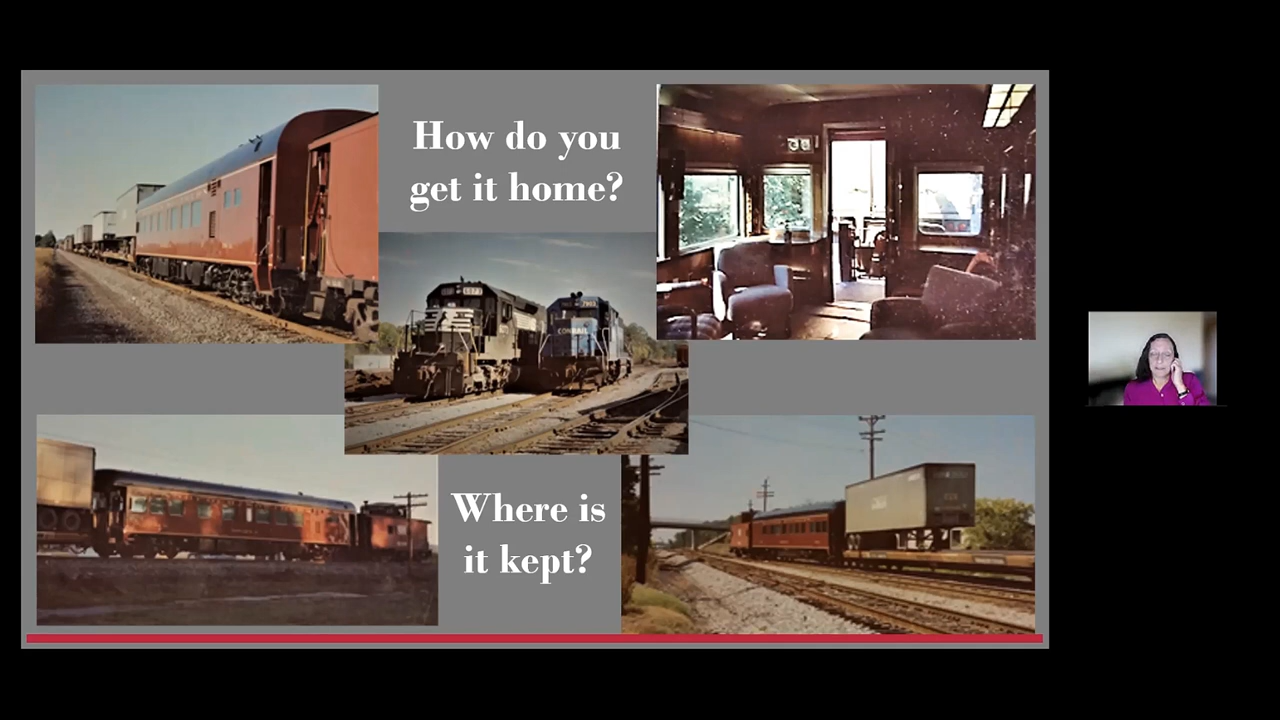 How do you
get it home?
CONRAIL
Where is
it kept?